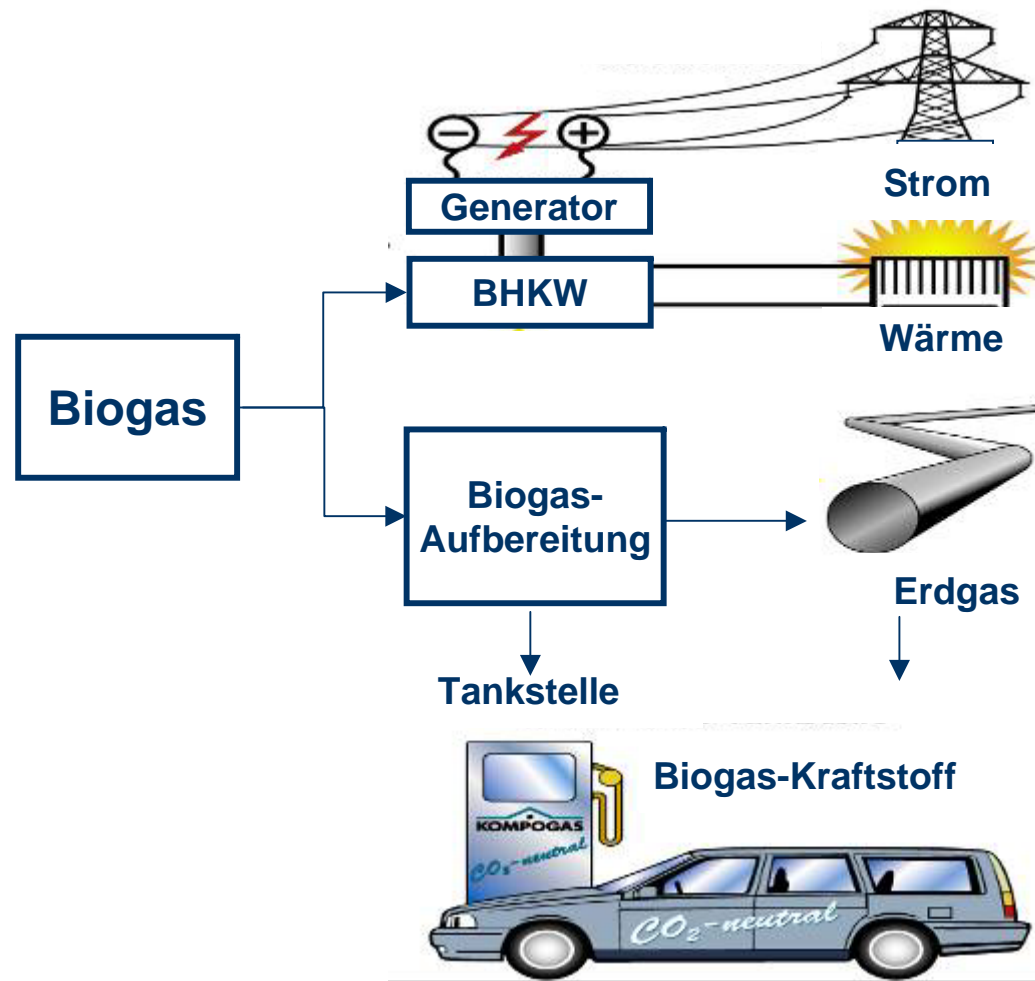 Strom
Generator
BHKW
Wärme
Biogas
Biogas-
Aufbereitung
Erdgas
Tankstelle
Biogas-Kraftstoff
KOMPOGAS
CO₂-neutral
CO₂-neutral